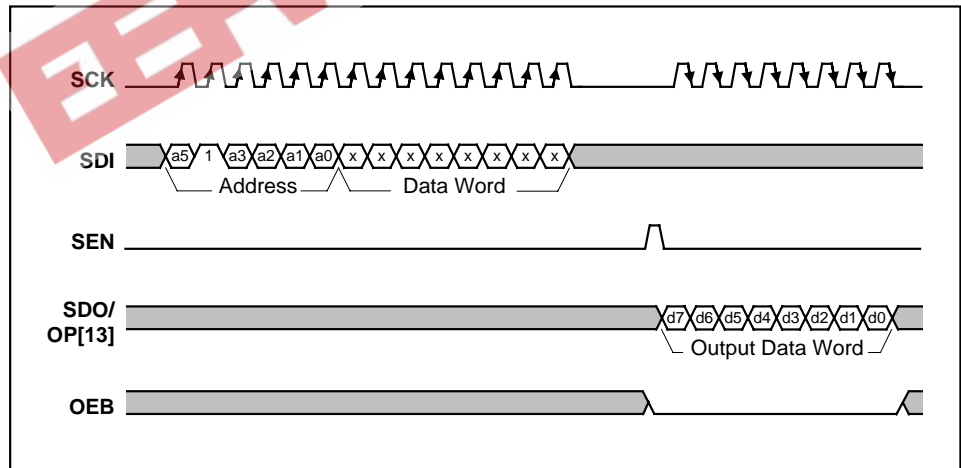 SCK
SDI
a5 1 a3 a2 a1 a0 x x x x x x x x
Address Data Word
SEN
SDO/
OP[13]
d7 d6 d5 d4 d3 d2 d1 d0
Output Data Word
OEB